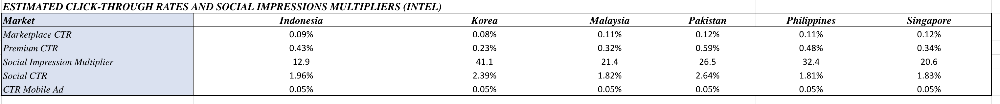 ESTIMATED CLICK-THROUGH RATES AND SOCIAL IMPRESSIONS MULTIPLIERS (INTEL)
Market Indonesia Korea Malaysia Pakistan Philippines Singapore
Marketplace CTR 0.09% 0.08% 0.11% 0.12% 0.11% 0.12%
Premium CTR 0.43% 0.23% 0.32% 0.59% 0.48% 0.34%
Social Impression Multiplier 12.9 41.1 21.4 26.5 32.4 20.6
Social CTR 1.96% 2.39% 1.82% 2.64% 1.81% 1.83%
CTR Mobile Ad 0.05% 0.05% 0.05% 0.05% 0.05% 0.05%